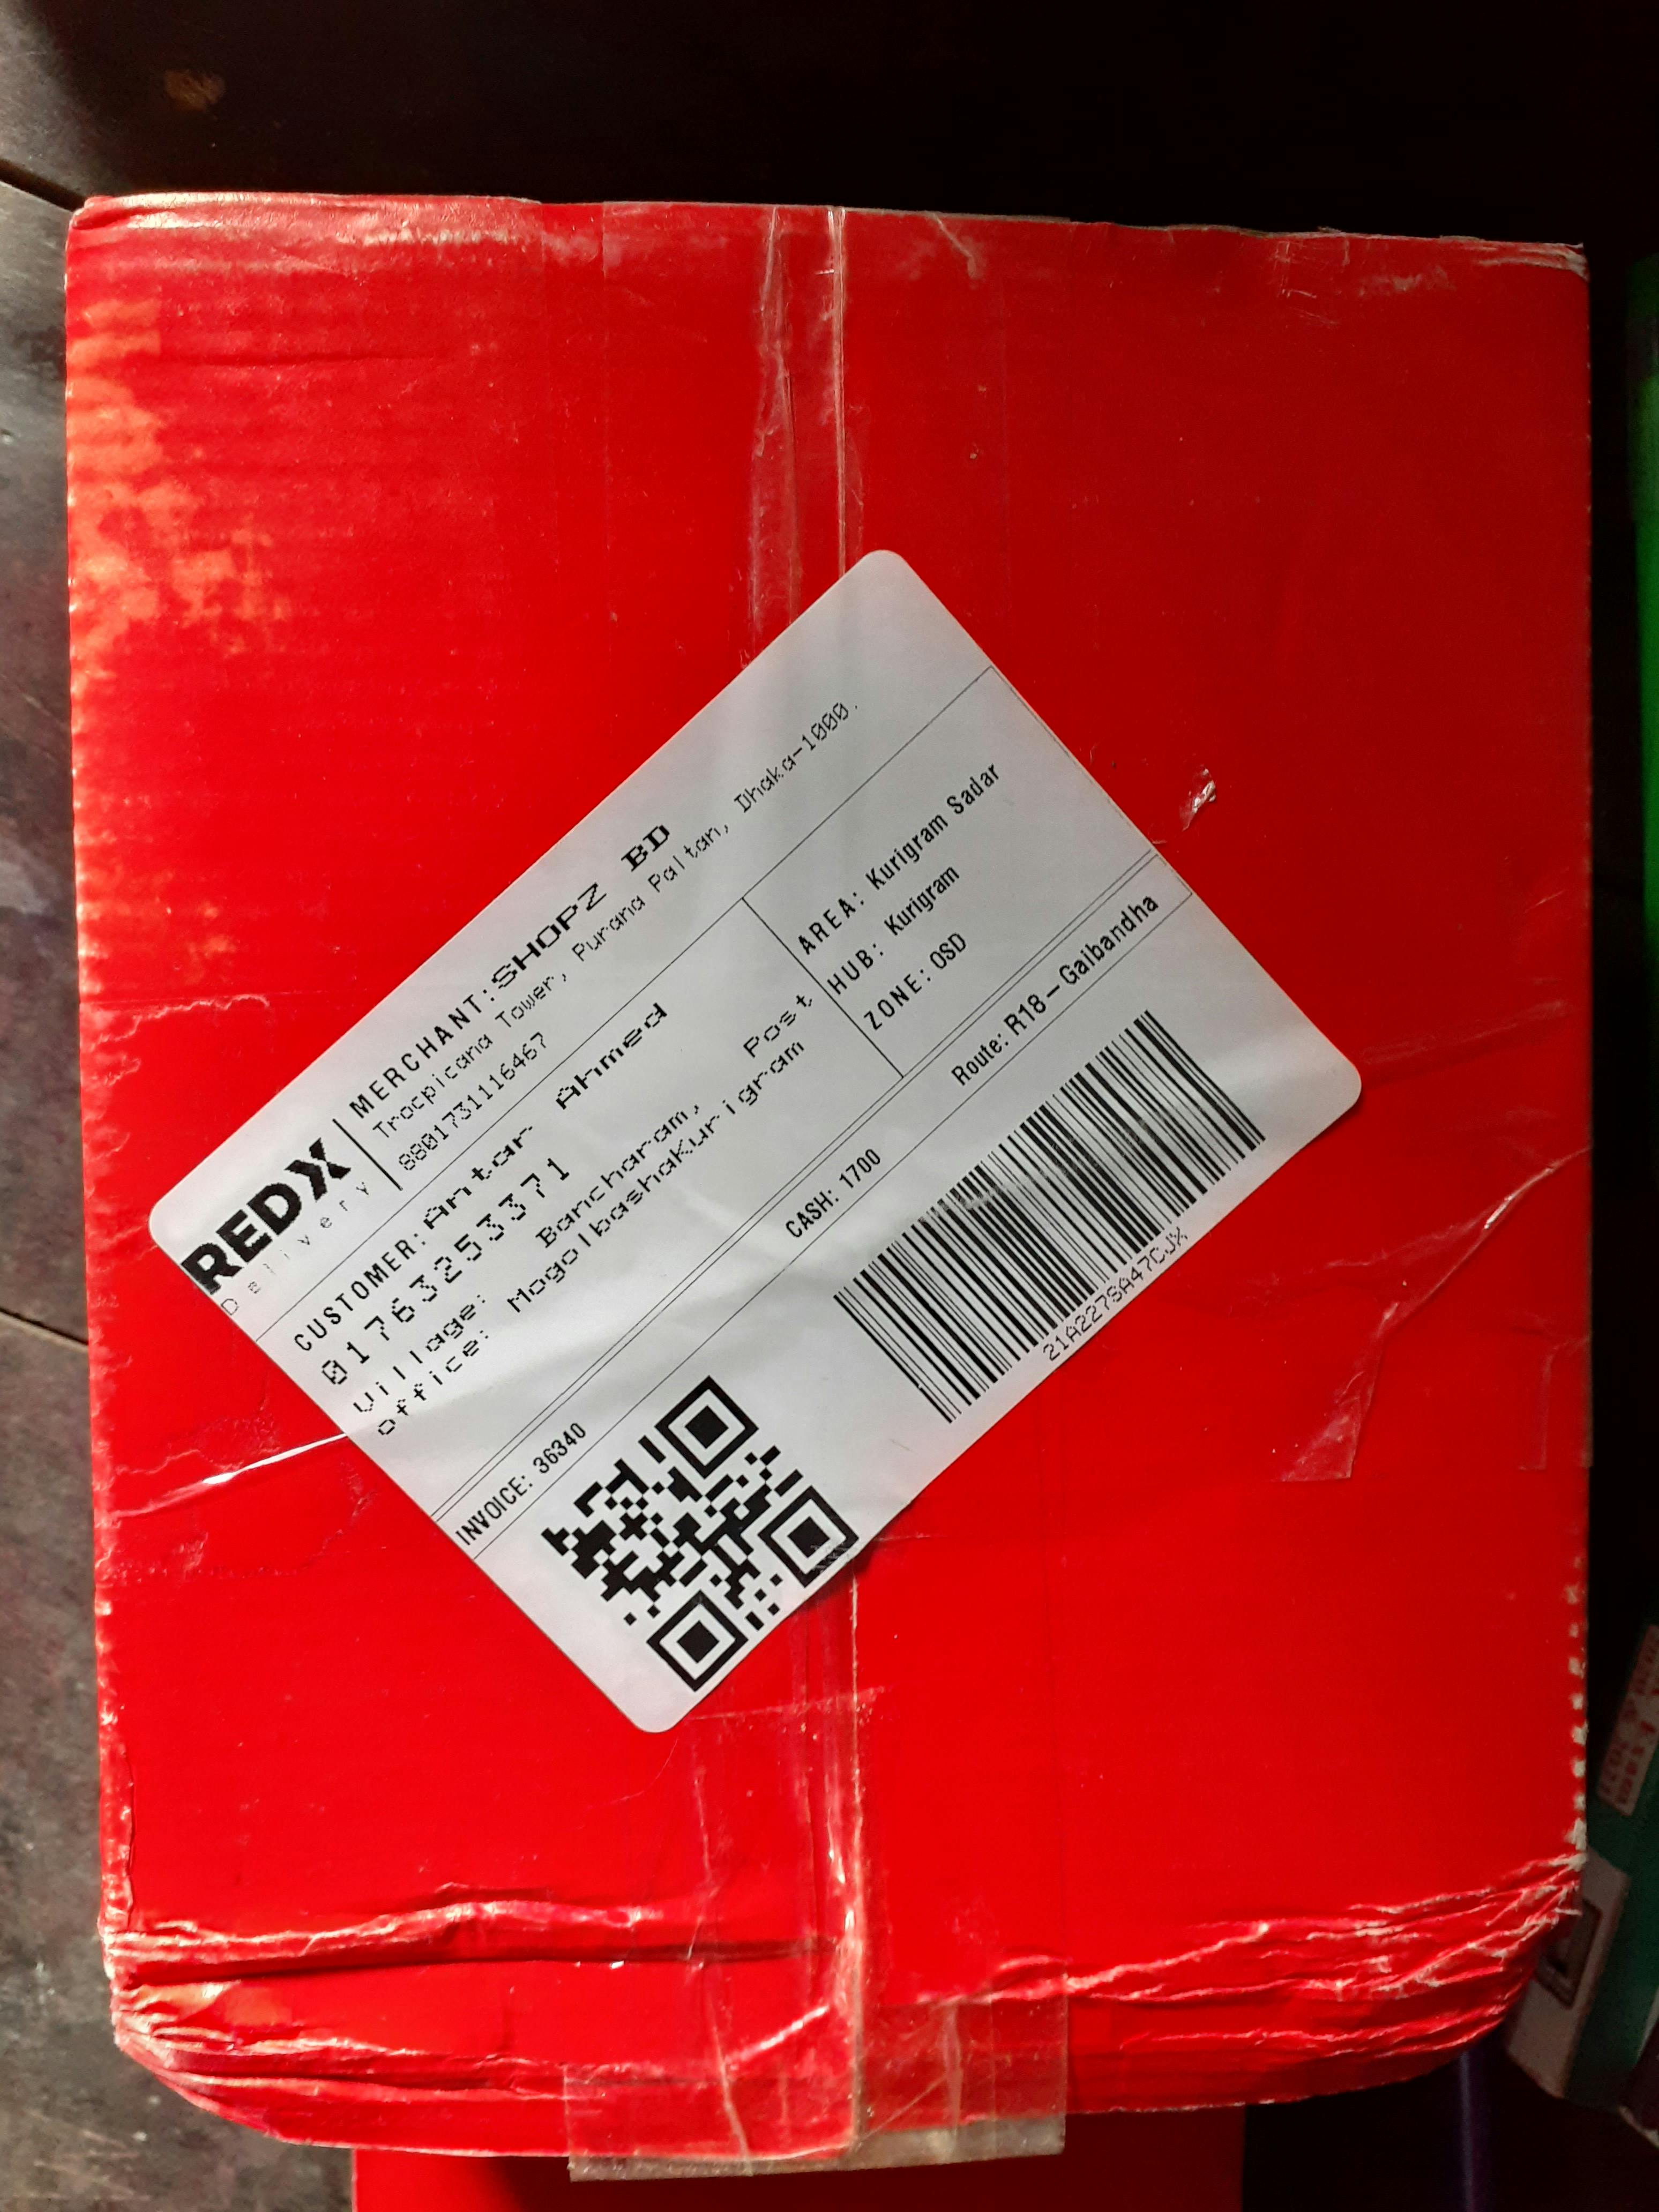 REDX
Delivery
MERCHANT: SHOPZ BD
Trocpicana Tower, Purana Paltan, Dhaka-1000.
8801731116467
CUSTOMER: Antar Ahmed
01763253371
Village: Bancharam, Post
office: MogolbashaKurigram
AREA: Kurigram Sadar
HUB: Kurigram
ZONE: OSD
INVOICE: 36340
CASH: 1700
Route: R18-Gaibandha
21A227SA47CJX